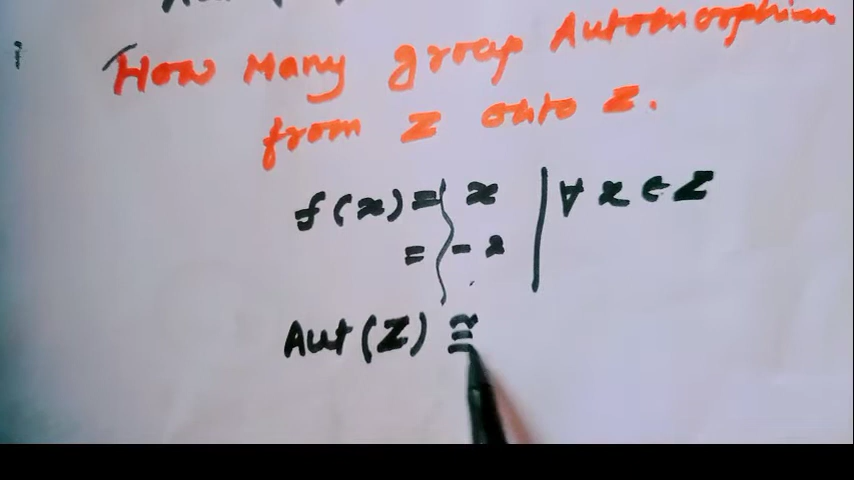 How Many group Automorphism
from Z onto Z.
f(x) = x | ∀ x ∈ Z
= - x
Aut (Z) ≅